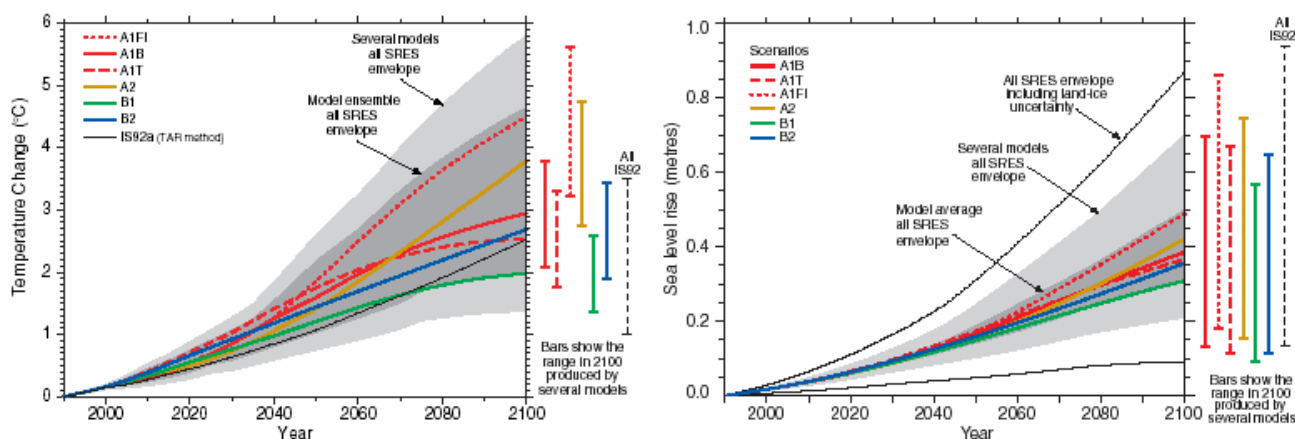 6
5
4
3
2
1
0
Temperature Change (°C)
A1FI
A1B
A1T
A2
B1
B2
IS92a (TAR method)
Several models
all SRES
envelope
Model ensemble
all SRES
envelope
2000
2020
2040
2060
2080
2100
Year
All
IS92
Bars show the
range in 2100
produced by
several models
1.0
0.8
0.6
0.4
0.2
0.0
Sea level rise (metres)
Scenarios
A1B
A1T
A1FI
A2
B1
B2
All SRES envelope
including land-ice
uncertainty
Several models
all SRES
envelope
Model average
all SRES
envelope
2000
2020
2040
2060
2080
2100
Year
All
IS92
Bars show the
range in 2100
produced by
several models